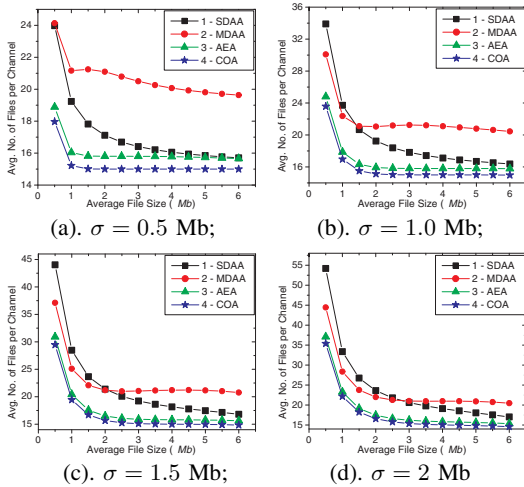 1 - SDAA
2 - MDAA
3 - AEA
4 - COA
Avg. No. of Files per Channel
24
22
20
18
16
14
0 1 2 3 4 5 6
Average File Size ( Mb)
(a). σ = 0.5 Mb;
1 - SDAA
2 - MDAA
3 - AEA
4 - COA
Avg. No. of Files per Channel
36
32
28
24
20
16
0 1 2 3 4 5 6
Average File Size ( Mb)
(b). σ = 1.0 Mb;
1 - SDAA
2 - MDAA
3 - AEA
4 - COA
Avg. No. of Files per Channel
45
40
35
30
25
20
15
0 1 2 3 4 5 6
Average File Size ( Mb)
(c). σ = 1.5 Mb;
1 - SDAA
2 - MDAA
3 - AEA
4 - COA
Avg. No. of Files per Channel
55
50
45
40
35
30
25
20
15
0 1 2 3 4 5 6
Average File Size ( Mb)
(d). σ = 2 Mb